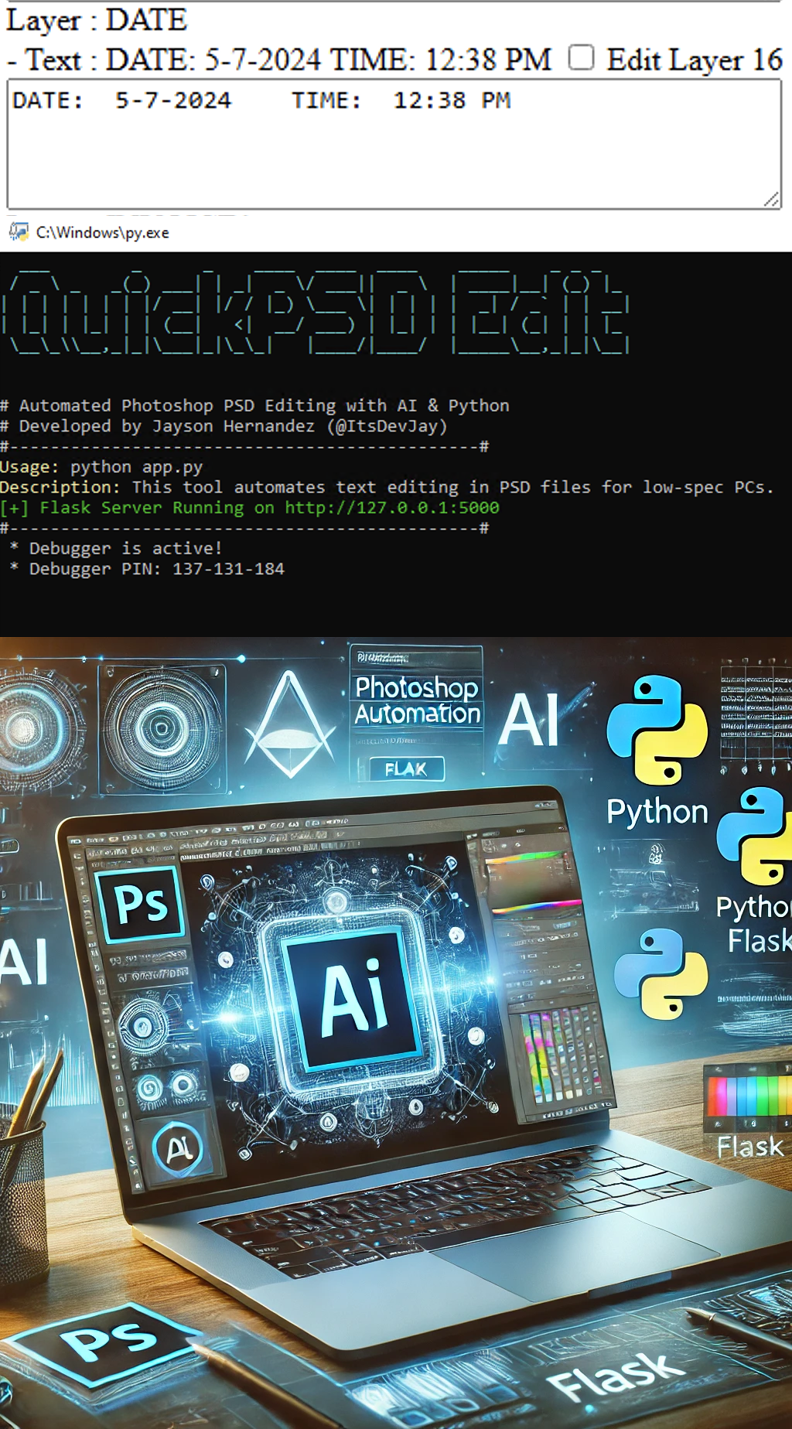 Layer : DATE
- Text : DATE: 5-7-2024 TIME: 12:38 PM Edit Layer 16
DATE:  5-7-2024    TIME:  12:38 PM
C:\Windows\py.exe
QuickPSD Edit
# Automated Photoshop PSD Editing with AI & Python
# Developed by Jayson Hernandez (@ItsDevJay)
#----------------------------------------------#
Usage: python app.py
Description: This tool automates text editing in PSD files for low-spec PCs.
[+] Flask Server Running on http://127.0.0.1:5000
#----------------------------------------------#
* Debugger is active!
* Debugger PIN: 137-131-184
Photoshop
Automation
AI
FLAK
Python
Ps
Python
Flask
AI
Ai
AI
Flask
Ps
Flask